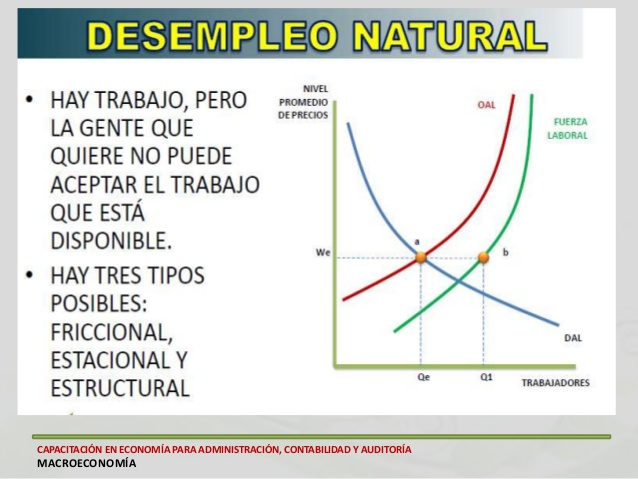 DESEMPLEO NATURAL
• HAY TRABAJO, PERO
LA GENTE QUE
QUIERE NO PUEDE
ACEPTAR EL TRABAJO
QUE ESTÁ
DISPONIBLE.
• HAY TRES TIPOS
POSIBLES:
FRICCIONAL,
ESTACIONAL Y
ESTRUCTURAL
NIVEL
PROMEDIO
DE PRECIOS
OAL
FUERZA
LABORAL
a
We
b
DAL
Qe
Q1
TRABAJADORES
CAPACITACIÓN EN ECONOMÍA PARA ADMINISTRACIÓN, CONTABILIDAD Y AUDITORÍA
MACROECONOMÍA